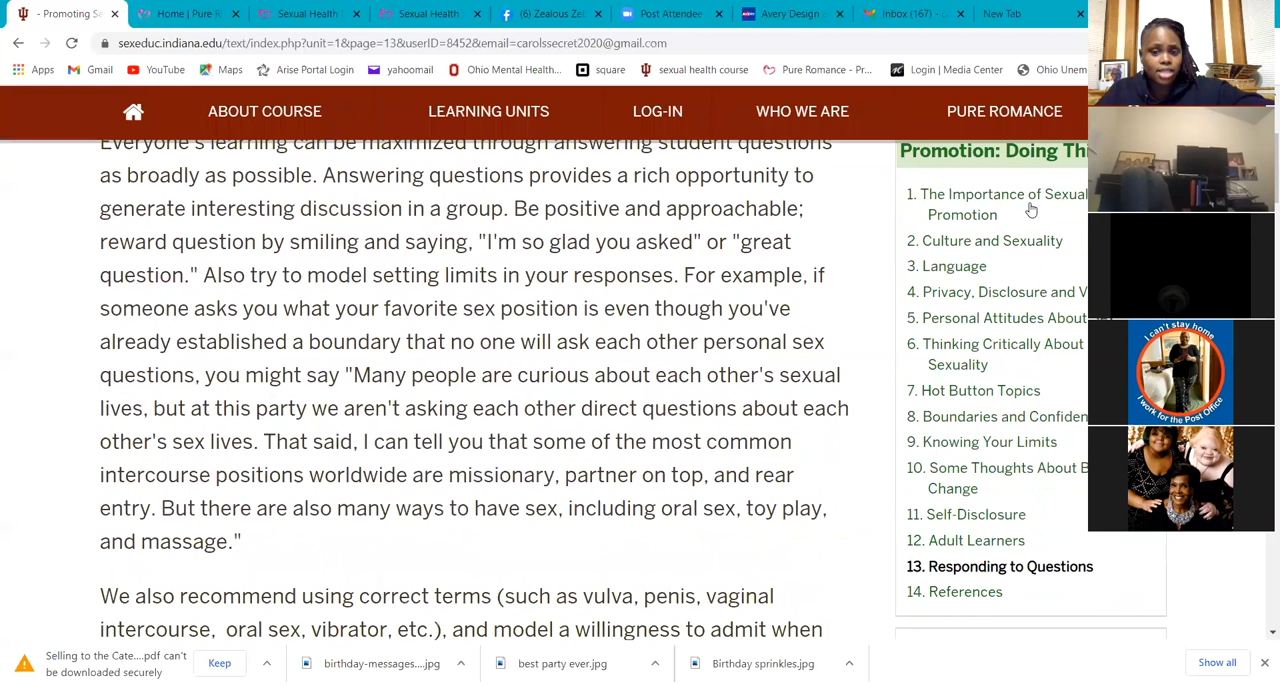 - Promoting Se
Home | Pure R
Sexual Health
Sexual Health
(6) Zealous Zet
Post Attendee
Avery Design
Inbox (167) -
New Tab
sexeduc.indiana.edu/text/index.php?unit=1&page=13&userID=8452&email=carolssecret2020@gmail.com
Apps
Gmail
YouTube
Maps
Arise Portal Login
yahoomail
Ohio Mental Health...
square
sexual health course
Pure Romance - Pr...
Login | Media Center
Ohio Unem
ABOUT COURSE
LEARNING UNITS
LOG-IN
WHO WE ARE
PURE ROMANCE
Everyone's learning can be maximized through answering student questions
as broadly as possible. Answering questions provides a rich opportunity to
generate interesting discussion in a group. Be positive and approachable;
reward question by smiling and saying, "I'm so glad you asked" or "great
question." Also try to model setting limits in your responses. For example, if
someone asks you what your favorite sex position is even though you've
already established a boundary that no one will ask each other personal sex
questions, you might say "Many people are curious about each other's sexual
lives, but at this party we aren't asking each other direct questions about each
other's sex lives. That said, I can tell you that some of the most common
intercourse positions worldwide are missionary, partner on top, and rear
entry. But there are also many ways to have sex, including oral sex, toy play,
and massage."
We also recommend using correct terms (such as vulva, penis, vaginal
intercourse, oral sex, vibrator, etc.), and model a willingness to admit when
Promotion: Doing Thi
1. The Importance of Sexual
Promotion
2. Culture and Sexuality
3. Language
4. Privacy, Disclosure and V
5. Personal Attitudes About
6. Thinking Critically About
Sexuality
7. Hot Button Topics
8. Boundaries and Confiden
9. Knowing Your Limits
10. Some Thoughts About B
Change
11. Self-Disclosure
12. Adult Learners
13. Responding to Questions
14. References
I can't stay home
I work for the Post Office
Selling to the Cate....pdf can't
be downloaded securely
Keep
birthday-messages....jpg
best party ever.jpg
Birthday sprinkles.jpg
Show all